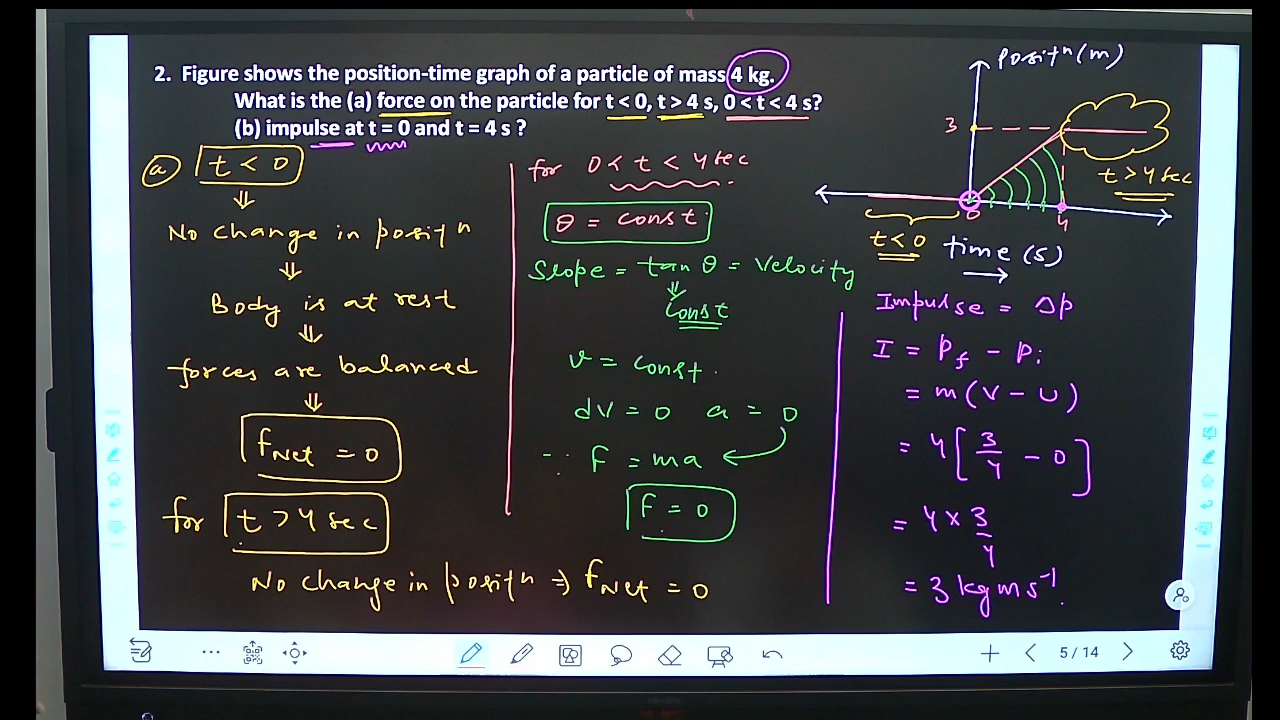 2. Figure shows the position-time graph of a particle of mass 4 kg.
What is the (a) force on the particle for t < 0, t > 4 s, 0 < t < 4 s?
(b) impulse at t = 0 and t = 4 s ?
(a) t < 0
⇓
No change in positⁿ
⇓
Body is at rest
⇓
forces are balanced
⇓
fNet = 0
for t > 4 sec
No change in positⁿ ⇒ fNet = 0
for 0 < t < 4 sec
θ = const.
Slope = tan θ = velocity
⇓
Const
v = const.
dv = 0 a = 0
∵ F = ma
F = 0
Positⁿ (m)
3
t > 4 sec
0
4
t < 0
time (s)
→
Impulse = Δp
I = Pf - Pi
= m(v - u)
= 4[3/4 - 0]
= 4 × 3/4
= 3 kg m s⁻¹.
5 / 14
newline